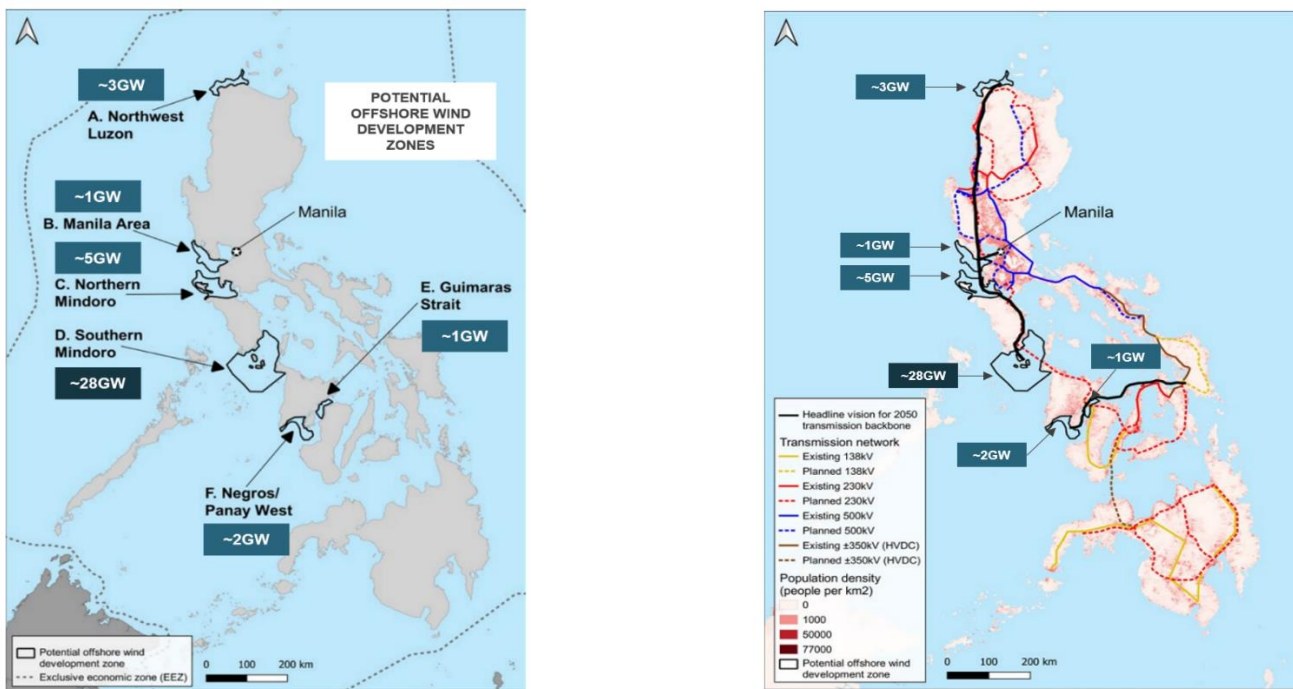 ~3GW
A. Northwest
Luzon
POTENTIAL
OFFSHORE WIND
DEVELOPMENT
ZONES
~1GW
B. Manila Area
Manila
~5GW
C. Northern
Mindoro
E. Guimaras
Strait
~1GW
D. Southern
Mindoro
~28GW
F. Negros/
Panay West
~2GW
Potential offshore wind
development zone
Exclusive economic zone (EEZ)
0 100 200 km
~3GW
Manila
~1GW
~5GW
~1GW
~28GW
~2GW
Headline vision for 2050
transmission backbone
Transmission network
Existing 138kV
Planned 138kV
Existing 230kV
Planned 230kV
Existing 500kV
Planned 500kV
Existing ±350kV (HVDC)
Planned ±350kV (HVDC)
Population density
(people per km2)
0
1000
50000
77000
Potential offshore wind
development zone
0 100 200 km